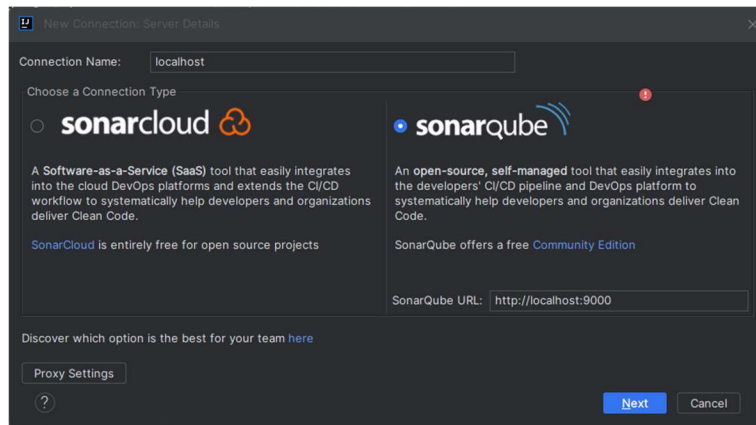 New Connection: Server Details
Connection Name: localhost
Choose a Connection Type
sonarcloud
A Software-as-a-Service (SaaS) tool that easily integrates
into the cloud DevOps platforms and extends the CI/CD
workflow to systematically help developers and organizations
deliver Clean Code.
SonarCloud is entirely free for open source projects
sonarqube
An open-source, self-managed tool that easily integrates into
the developers' CI/CD pipeline and DevOps platform to
systematically help developers and organizations deliver Clean
Code.
SonarQube offers a free Community Edition
SonarQube URL: http://localhost:9000
Discover which option is the best for your team here
Proxy Settings
?
Next
Cancel